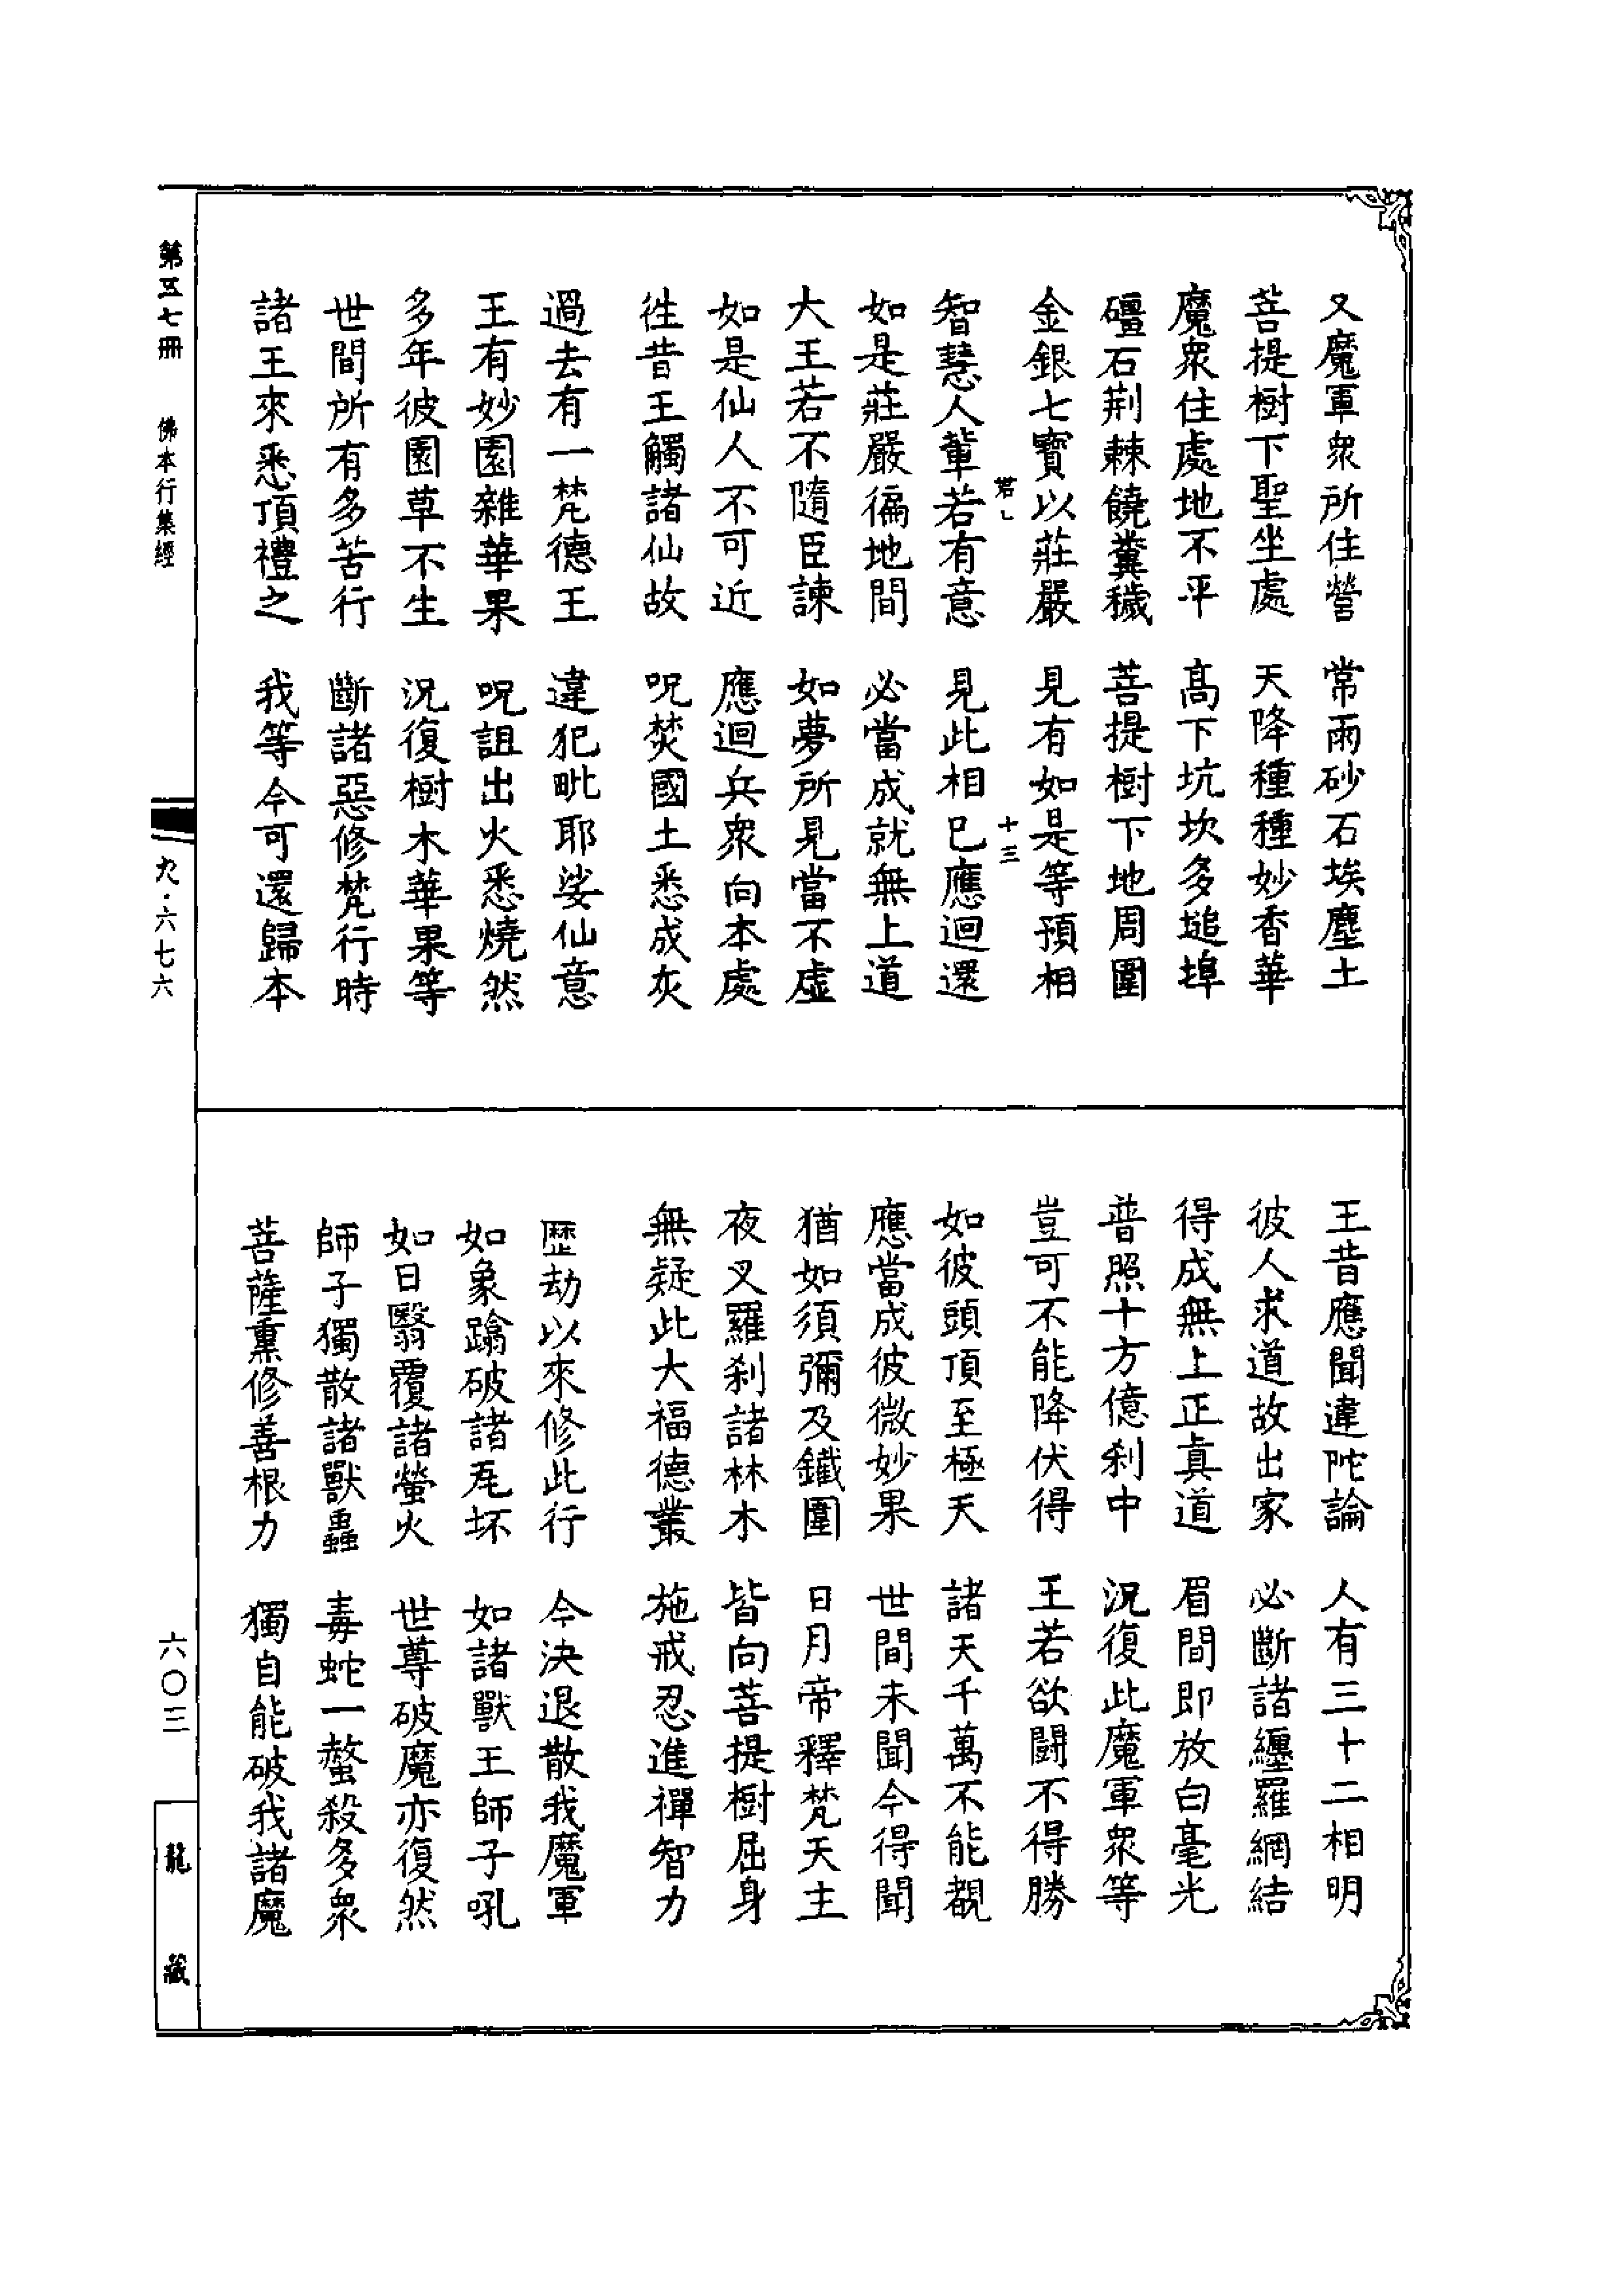 又魔軍衆所住營 常雨砂石埃塵土
菩提樹下聖坐處 天降種種妙香華
魔衆住處地不平 高下坑坎多塠埠
礓石荆棘饒糞穢 菩提樹下地周圍
金銀七寶以莊嚴 見有如是等預相
十三
智慧人輩若有意 見此相已應迴還
如是莊嚴徧地間 必當成就無上道
大王若不隨臣諫 如夢所見當不虛
如是仙人不可近 應迴兵衆向本處
徃昔王觸諸仙故 呪焚國土悉成灰
過去有一梵德王 違犯毗耶娑仙意
王有妙園雜華果 呪詛出火悉燒然
多年彼園草不生 況復樹木華果等
世間所有多苦行 斷諸惡修梵行時
諸王來悉頂禮之 我等今可還歸本
王昔應聞違陀論 人有三十二相明
彼人求道故出家 必斷諸纏羅網結
得成無上正真道 眉間即放白毫光
普照十方億刹中 況復此魔軍衆等
豈可不能降伏得 王若欲鬪不得勝
如彼頭頂至極天 諸天千萬不能覩
應當成彼微妙果 世間未聞今得聞
猶如須彌及鐵圍 日月帝釋梵天主
夜叉羅刹諸林木 皆向菩提樹屈身
無疑此大福德叢 施戒忍進禪智力
歷劫以來修此行 今決退散我魔軍
如象蹹破諸瓦坏 如諸獸王師子吼
如日翳覆諸螢火 世尊破魔亦復然
師子獨散諸獸蟲 毒蛇一螫殺多衆
菩薩熏修善根力 獨自能破我諸魔
第五七冊 佛本行集經
九·六七六
六〇三
龍藏